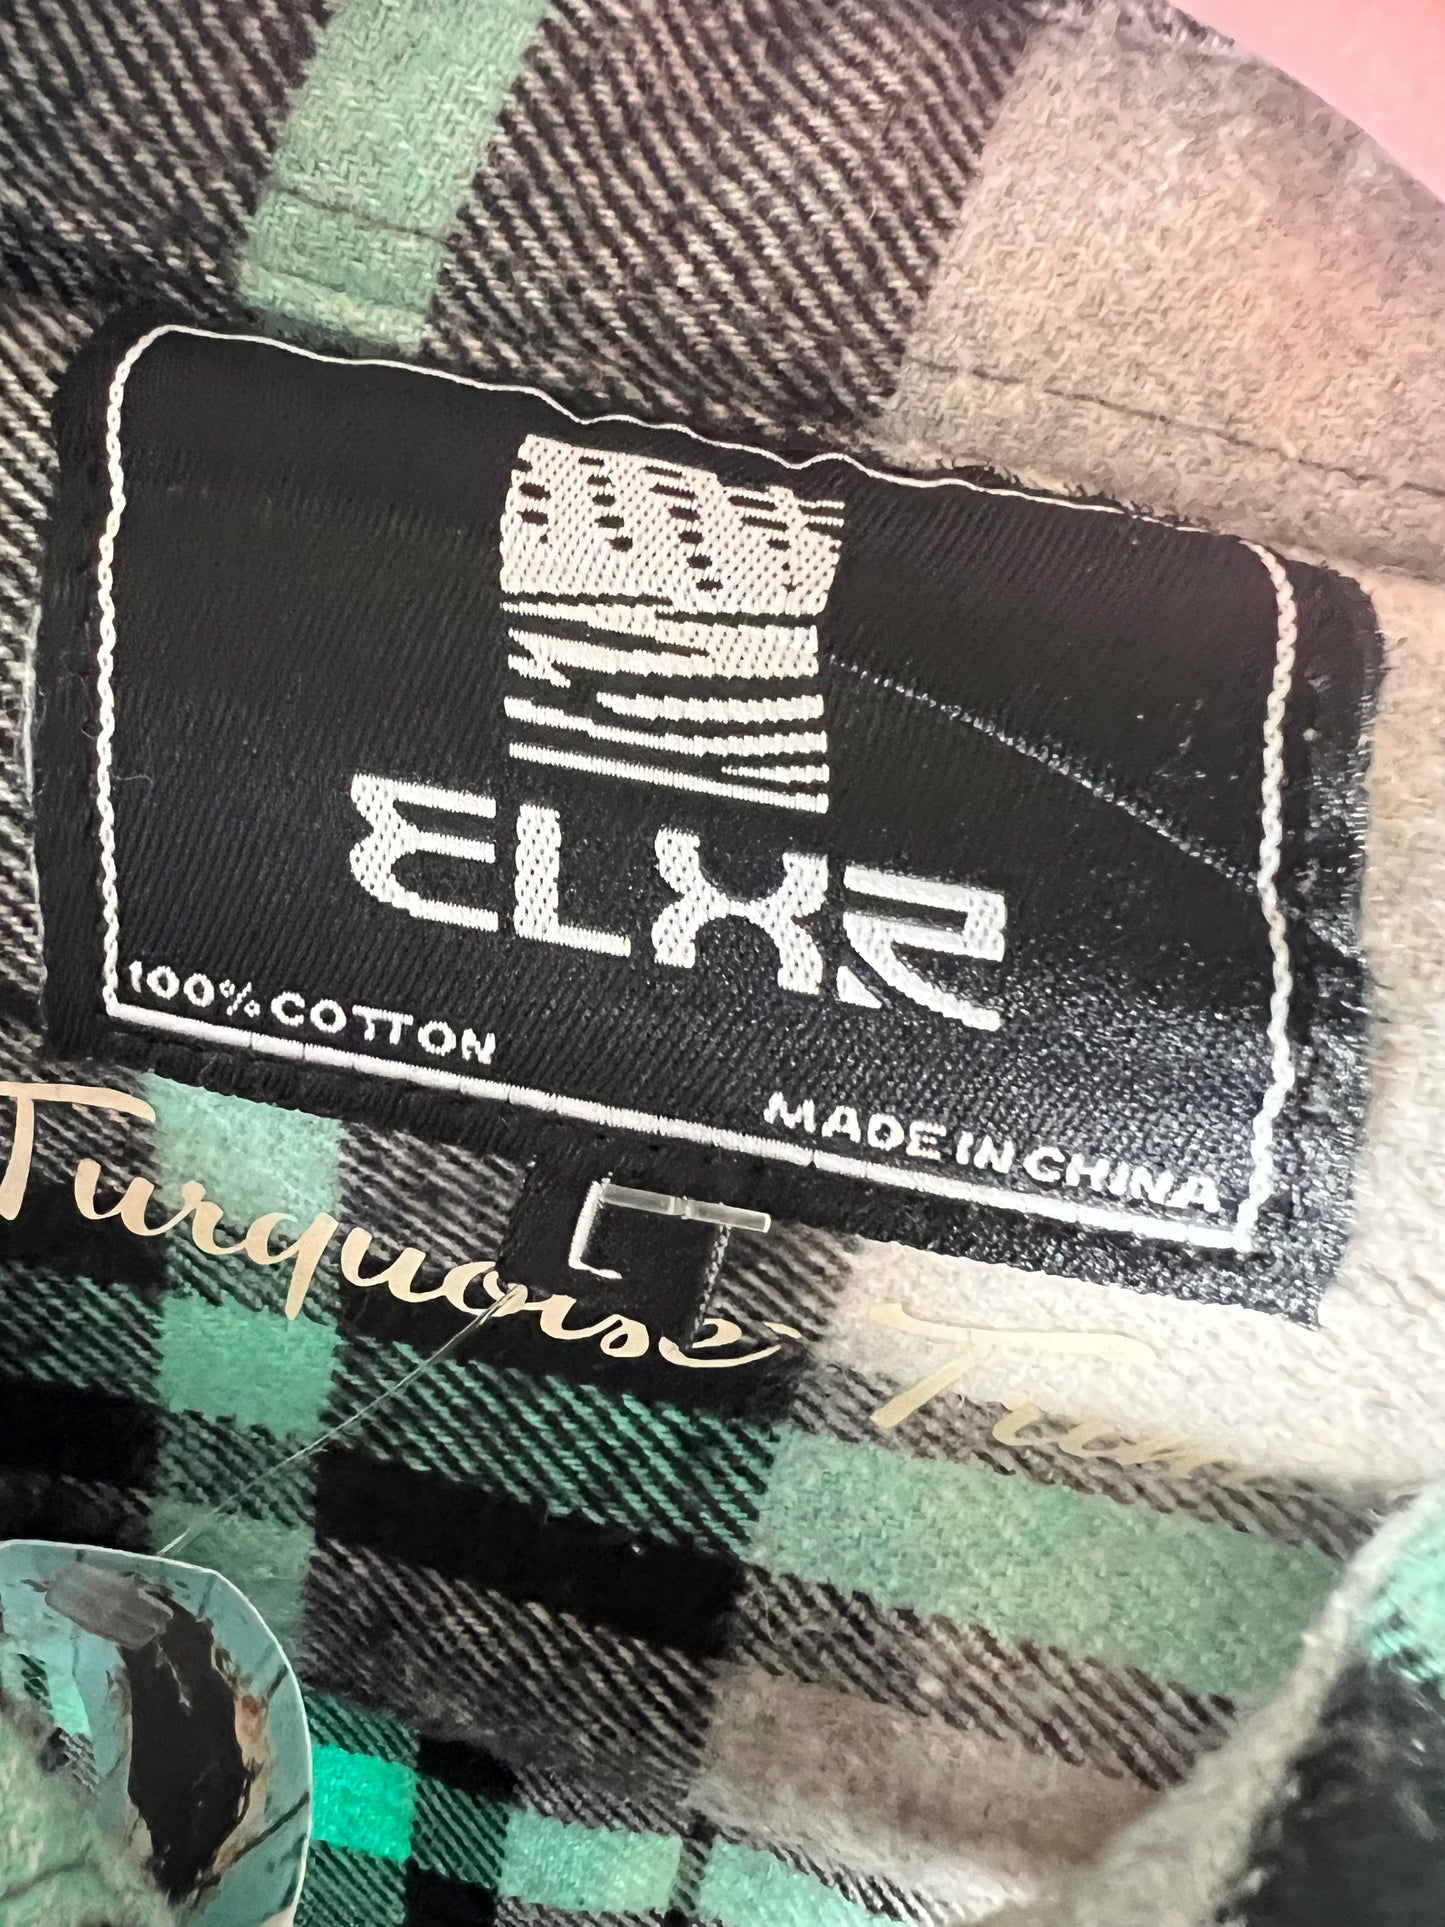 ELXR
100% COTTON
MADE IN CHINA
L
Turquoise